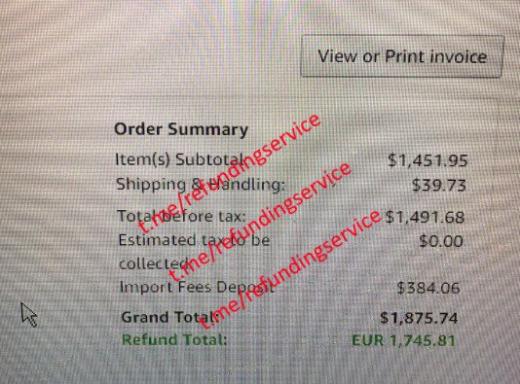 View or Print invoice
Order Summary
Item(s) Subtotal: $1,451.95
Shipping & Handling: $39.73
Total before tax: $1,491.68
Estimated tax to be collected: $0.00
Import Fees Deposit $384.06
Grand Total: $1,875.74
Refund Total: EUR 1,745.81
t.me/refundingservice
t.me/refundingservice
t.me/refundingservice